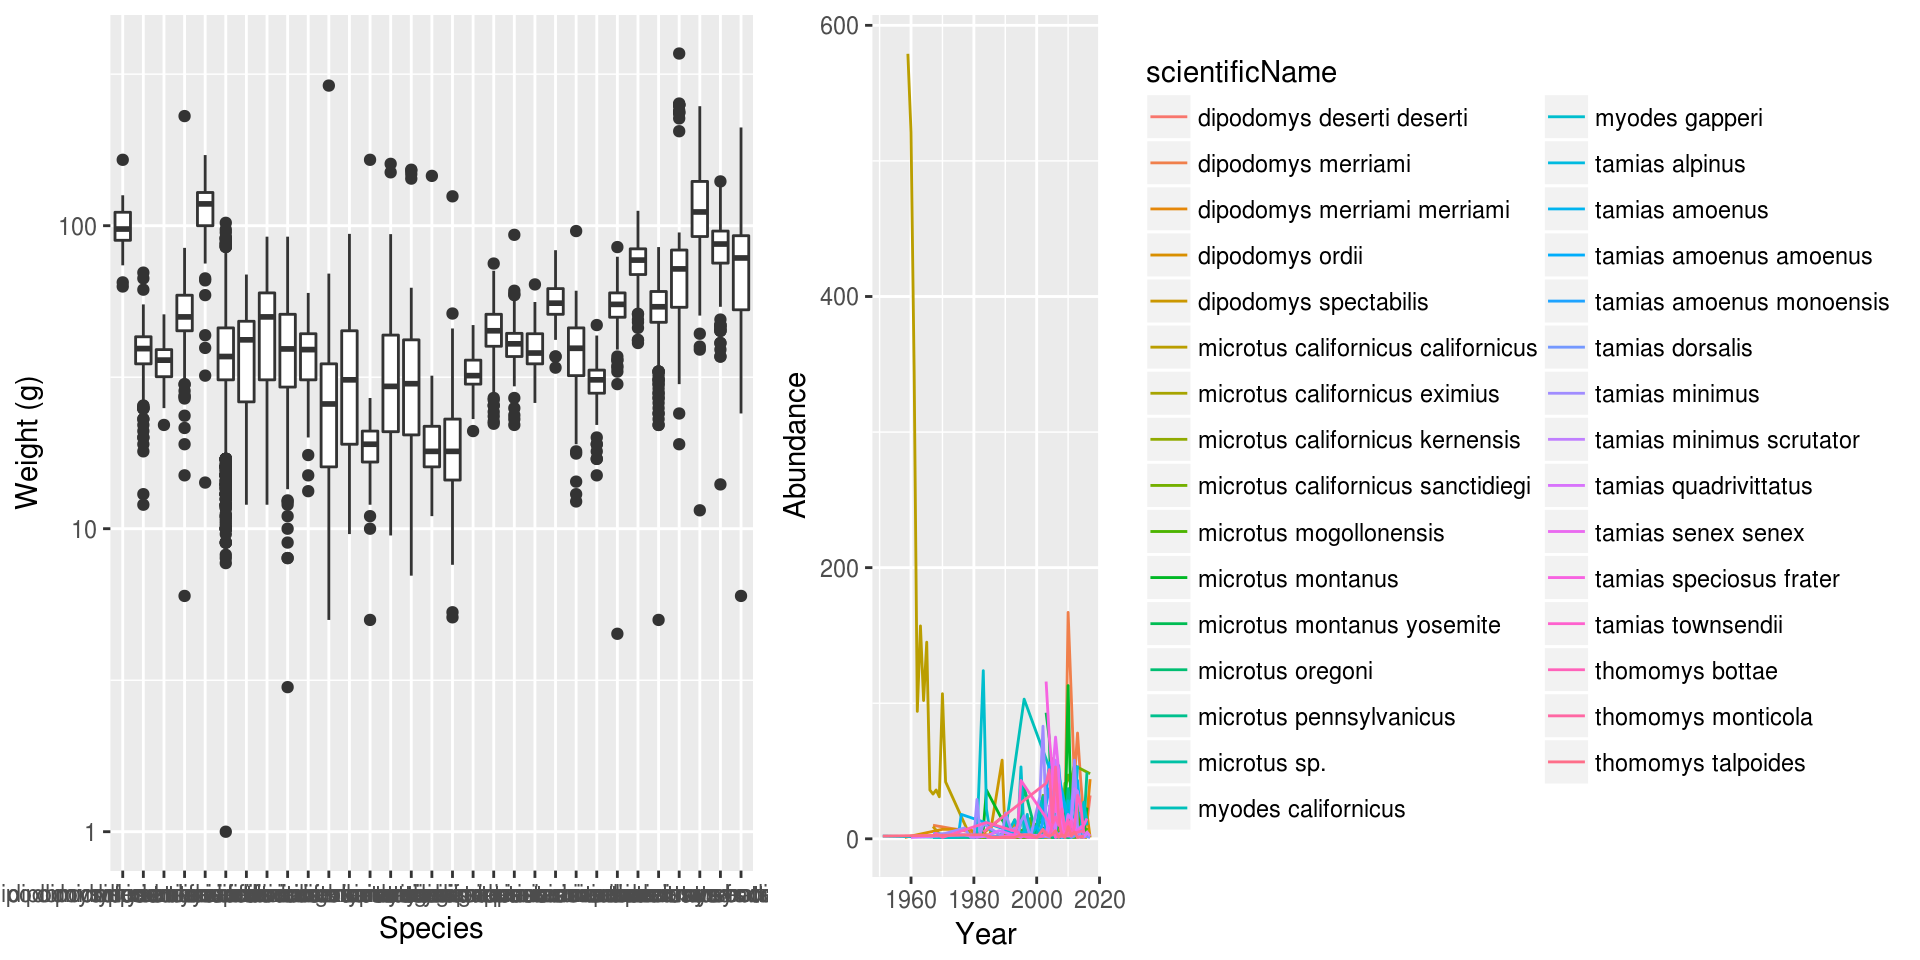 Weight (g)
100
10
1
Species
Abundance
600
400
200
0
1960 1980 2000 2020
Year
scientificName
dipodomys deserti deserti
dipodomys merriami
dipodomys merriami merriami
dipodomys ordii
dipodomys spectabilis
microtus californicus californicus
microtus californicus eximius
microtus californicus kernensis
microtus californicus sanctidiegi
microtus mogollonensis
microtus montanus
microtus montanus yosemite
microtus oregoni
microtus pennsylvanicus
microtus sp.
myodes californicus
myodes gapperi
tamias alpinus
tamias amoenus
tamias amoenus amoenus
tamias amoenus monoensis
tamias dorsalis
tamias minimus
tamias minimus scrutator
tamias quadrivittatus
tamias senex senex
tamias speciosus frater
tamias townsendii
thomomys bottae
thomomys monticola
thomomys talpoides